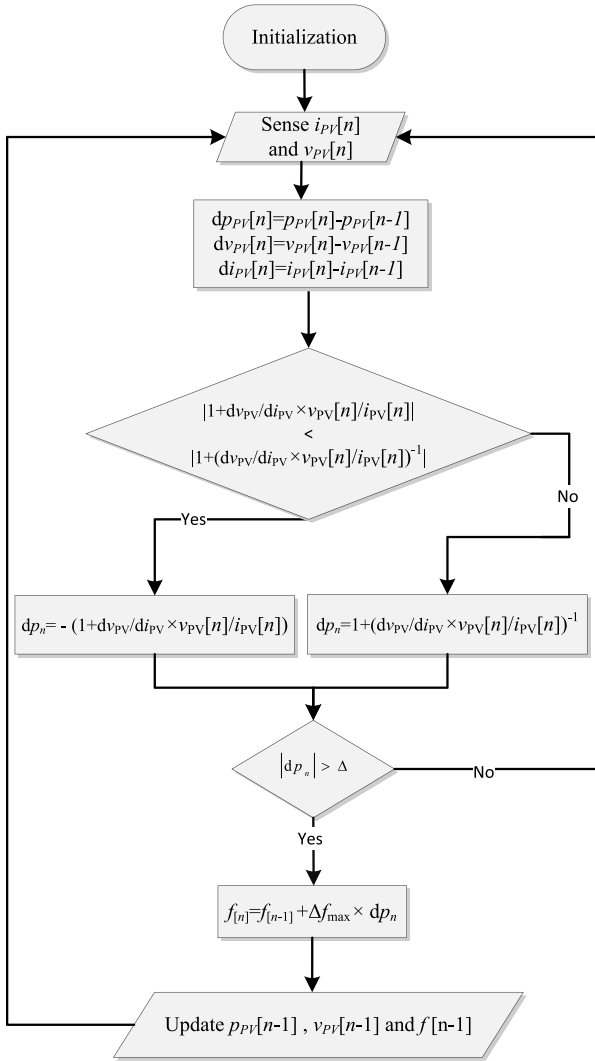 Initialization
Sense iPV[n]
and vPV[n]
dpPV[n]=pPV[n]-pPV[n-1]
dvPV[n]=vPV[n]-vPV[n-1]
diPV[n]=iPV[n]-iPV[n-1]
|1+dvPV/diPV×vPV[n]/iPV[n]|
<
|1+(dvPV/diPV×vPV[n]/iPV[n])-1|
Yes
No
dpn=- (1+dvPV/diPV×vPV[n]/iPV[n])
dpn=1+(dvPV/diPV×vPV[n]/iPV[n])-1
|dpn| > Δ
No
Yes
f[n]=f[n-1]+Δfmax× dpn
Update pPV[n-1] , vPV[n-1] and f [n-1]